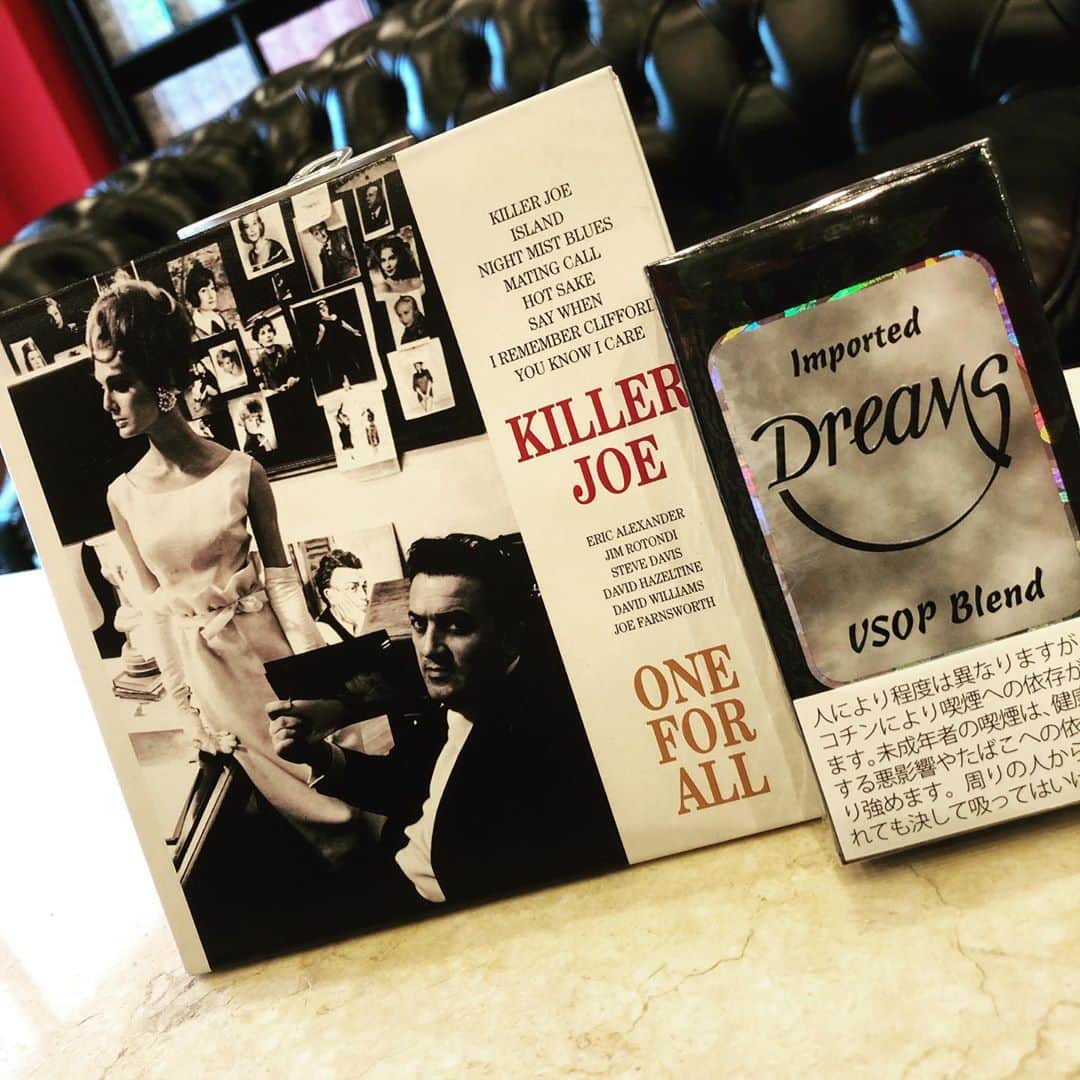 KILLER JOE
ISLAND
NIGHT MIST BLUES
MATING CALL
HOT SAKE
SAY WHEN
I REMEMBER CLIFFORD
YOU KNOW I CARE
KILLER
JOE
ERIC ALEXANDER
JIM ROTONDI
STEVE DAVIS
DAVID HAZELTINE
DAVID WILLIAMS
JOE FARNSWORTH
ONE
FOR
ALL
Imported
Dreams
VSOP Blend
人により程度は異なりますが
コチンにより喫煙への依存が
ます。未成年者の喫煙は、健康
する悪影響やたばこへの依
り強めます。周りの人から
れても決して吸ってはいけ